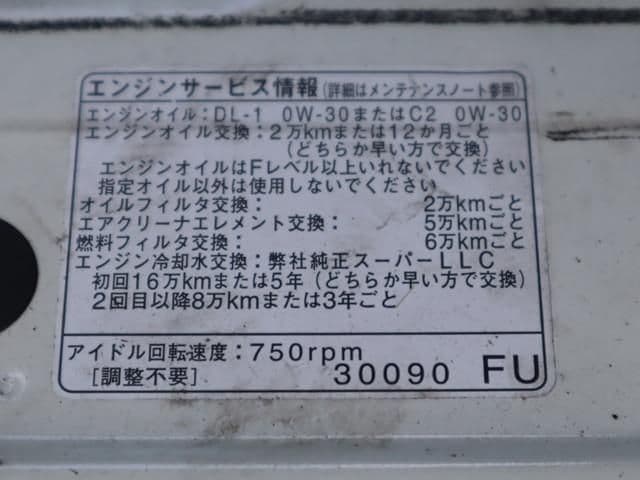 エンジンサービス情報(詳細はメンテナンスノート参照)
エンジンオイル:DL-1 0W-30またはC2 0W-30
エンジンオイル交換:2万kmまたは12か月ごと
(どちらか早い方で交換)
エンジンオイルはFレベル以上いれないでください
指定オイル以外は使用しないでください
オイルフィルタ交換: 2万kmごと
エアクリーナエレメント交換: 5万kmごと
燃料フィルタ交換: 6万kmごと
エンジン冷却水交換:弊社純正スーパーLLC
初回16万kmまたは5年(どちらか早い方で交換)
2回目以降8万kmまたは3年ごと
アイドル回転速度:750rpm
[調整不要] 30090 FU